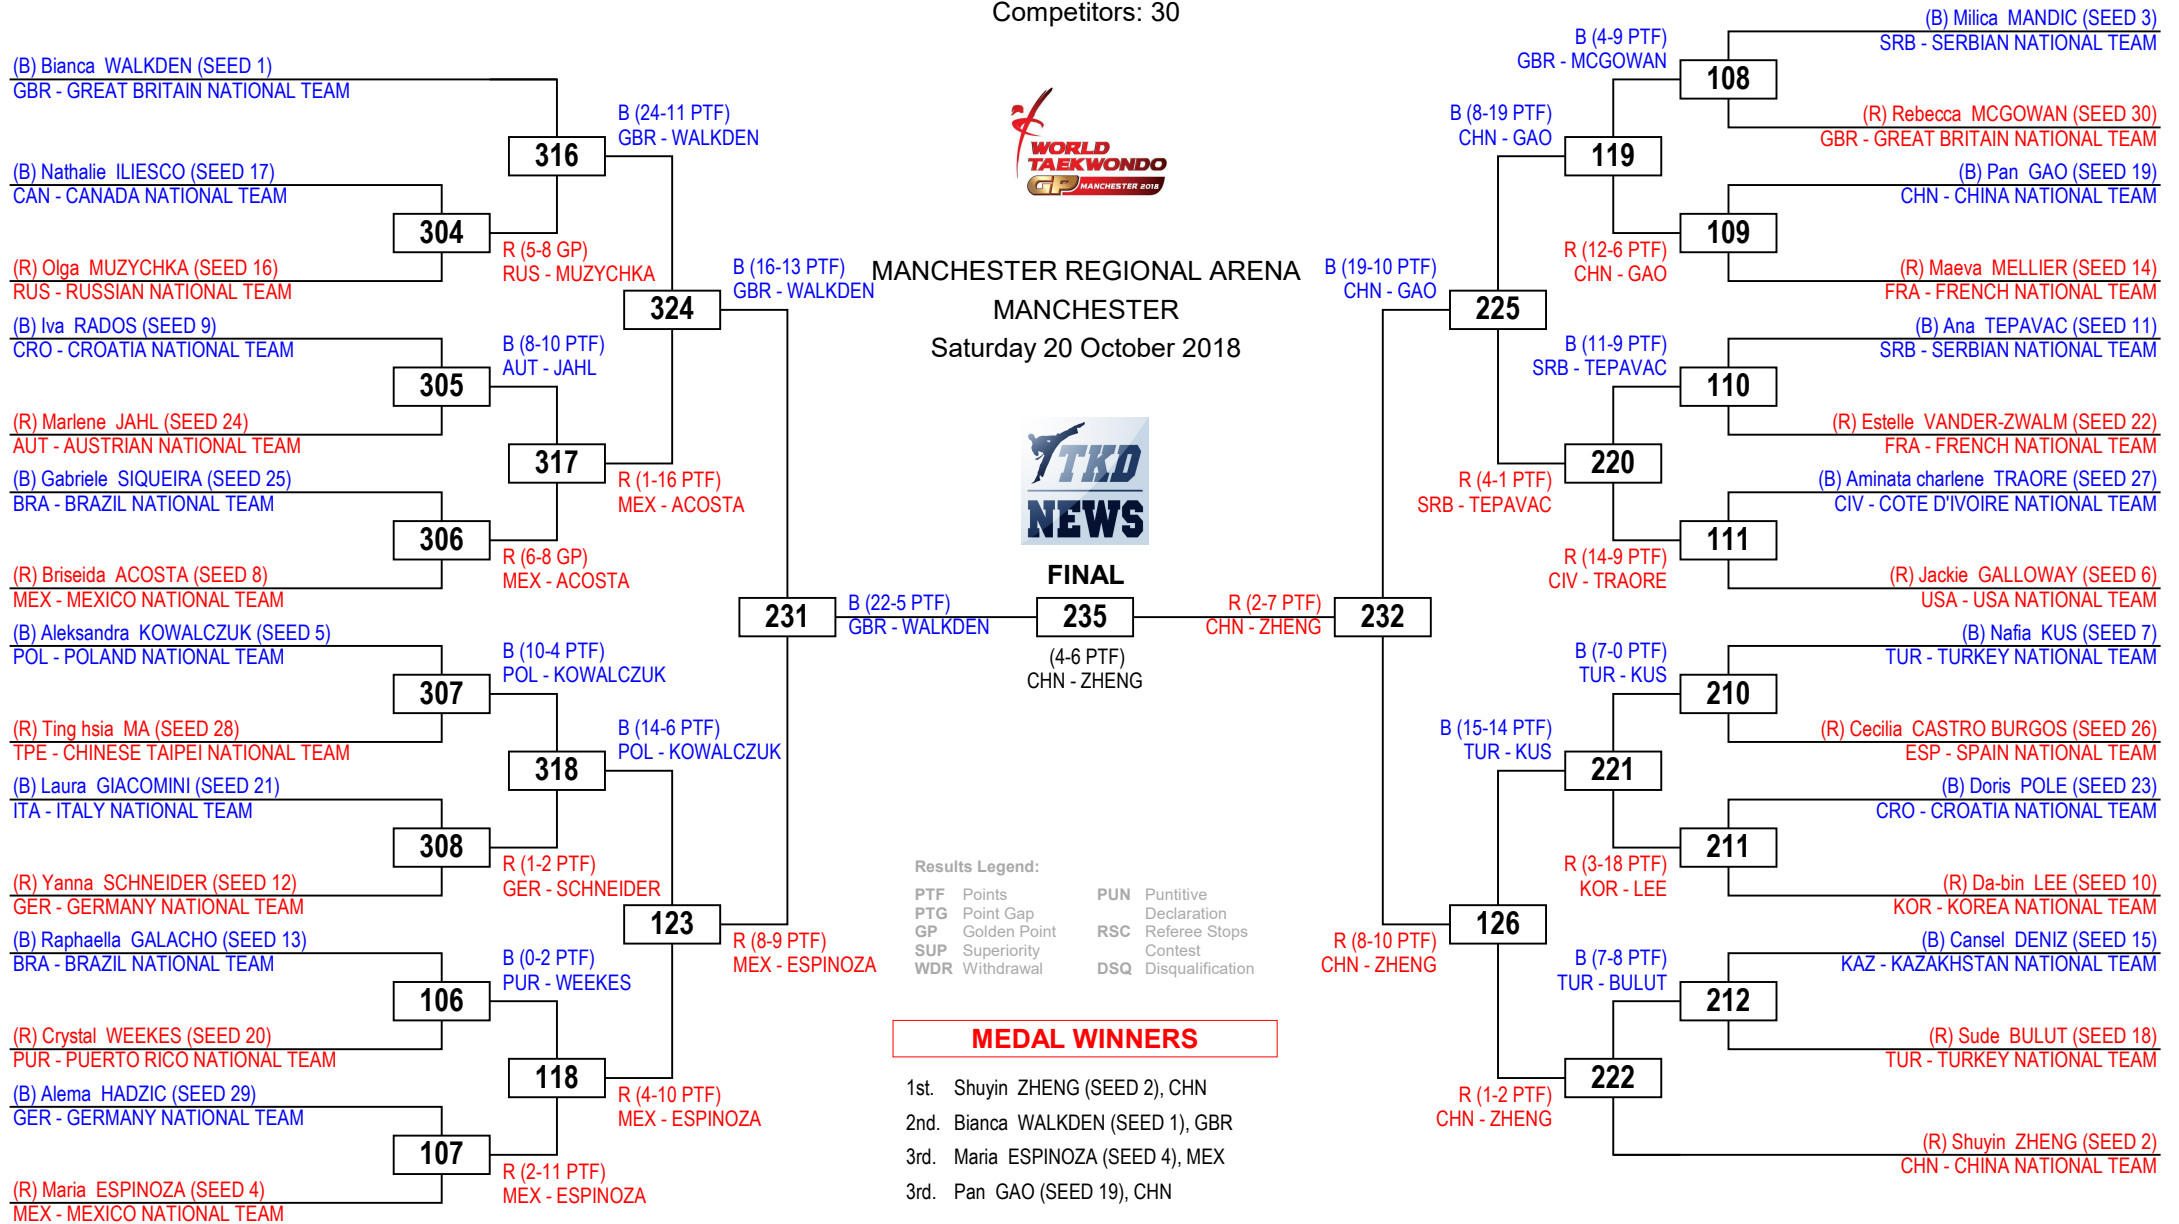 Competitors: 30
(B) Bianca WALKDEN (SEED 1)
GBR - GREAT BRITAIN NATIONAL TEAM
(B) Nathalie ILIESCO (SEED 17)
CAN - CANADA NATIONAL TEAM
(R) Olga MUZYCHKA (SEED 16)
RUS - RUSSIAN NATIONAL TEAM
(B) Iva RADOS (SEED 9)
CRO - CROATIA NATIONAL TEAM
(R) Marlene JAHL (SEED 24)
AUT - AUSTRIAN NATIONAL TEAM
(B) Gabriele SIQUEIRA (SEED 25)
BRA - BRAZIL NATIONAL TEAM
(R) Briseida ACOSTA (SEED 8)
MEX - MEXICO NATIONAL TEAM
(B) Aleksandra KOWALCZUK (SEED 5)
POL - POLAND NATIONAL TEAM
(R) Ting hsia MA (SEED 28)
TPE - CHINESE TAIPEI NATIONAL TEAM
(B) Laura GIACOMINI (SEED 21)
ITA - ITALY NATIONAL TEAM
(R) Yanna SCHNEIDER (SEED 12)
GER - GERMANY NATIONAL TEAM
(B) Raphaella GALACHO (SEED 13)
BRA - BRAZIL NATIONAL TEAM
(R) Crystal WEEKES (SEED 20)
PUR - PUERTO RICO NATIONAL TEAM
(B) Alema HADZIC (SEED 29)
GER - GERMANY NATIONAL TEAM
(R) Maria ESPINOZA (SEED 4)
MEX - MEXICO NATIONAL TEAM
304
305
306
307
308
106
107
R (5-8 GP)
RUS - MUZYCHKA
B (8-10 PTF)
AUT - JAHL
R (6-8 GP)
MEX - ACOSTA
B (10-4 PTF)
POL - KOWALCZUK
R (1-2 PTF)
GER - SCHNEIDER
B (0-2 PTF)
PUR - WEEKES
R (2-11 PTF)
MEX - ESPINOZA
316
317
318
118
B (24-11 PTF)
GBR - WALKDEN
R (1-16 PTF)
MEX - ACOSTA
B (14-6 PTF)
POL - KOWALCZUK
R (4-10 PTF)
MEX - ESPINOZA
324
123
B (16-13 PTF)
GBR - WALKDEN
R (8-9 PTF)
MEX - ESPINOZA
231
B (22-5 PTF)
GBR - WALKDEN
WORLD
TAEKWONDO
GP MANCHESTER 2018
MANCHESTER REGIONAL ARENA
MANCHESTER
Saturday 20 October 2018
TKD
NEWS
FINAL
235
(4-6 PTF)
CHN - ZHENG
Results Legend:
PTF Points
PTG Point Gap
GP Golden Point
SUP Superiority
WDR Withdrawal
PUN Puntitive
Declaration
RSC Referee Stops
Contest
DSQ Disqualification
MEDAL WINNERS
1st. Shuyin ZHENG (SEED 2), CHN
2nd. Bianca WALKDEN (SEED 1), GBR
3rd. Maria ESPINOZA (SEED 4), MEX
3rd. Pan GAO (SEED 19), CHN
R (2-7 PTF)
CHN - ZHENG
232
B (19-10 PTF)
CHN - GAO
R (8-10 PTF)
CHN - ZHENG
225
126
B (8-19 PTF)
CHN - GAO
R (4-1 PTF)
SRB - TEPAVAC
B (15-14 PTF)
TUR - KUS
R (1-2 PTF)
CHN - ZHENG
119
220
221
222
B (4-9 PTF)
GBR - MCGOWAN
R (12-6 PTF)
CHN - GAO
B (11-9 PTF)
SRB - TEPAVAC
R (14-9 PTF)
CIV - TRAORE
B (7-0 PTF)
TUR - KUS
R (3-18 PTF)
KOR - LEE
B (7-8 PTF)
TUR - BULUT
108
109
110
111
210
211
212
(B) Milica MANDIC (SEED 3)
SRB - SERBIAN NATIONAL TEAM
(R) Rebecca MCGOWAN (SEED 30)
GBR - GREAT BRITAIN NATIONAL TEAM
(B) Pan GAO (SEED 19)
CHN - CHINA NATIONAL TEAM
(R) Maeva MELLIER (SEED 14)
FRA - FRENCH NATIONAL TEAM
(B) Ana TEPAVAC (SEED 11)
SRB - SERBIAN NATIONAL TEAM
(R) Estelle VANDER-ZWALM (SEED 22)
FRA - FRENCH NATIONAL TEAM
(B) Aminata charlene TRAORE (SEED 27)
CIV - COTE D'IVOIRE NATIONAL TEAM
(R) Jackie GALLOWAY (SEED 6)
USA - USA NATIONAL TEAM
(B) Nafia KUS (SEED 7)
TUR - TURKEY NATIONAL TEAM
(R) Cecilia CASTRO BURGOS (SEED 26)
ESP - SPAIN NATIONAL TEAM
(B) Doris POLE (SEED 23)
CRO - CROATIA NATIONAL TEAM
(R) Da-bin LEE (SEED 10)
KOR - KOREA NATIONAL TEAM
(B) Cansel DENIZ (SEED 15)
KAZ - KAZAKHSTAN NATIONAL TEAM
(R) Sude BULUT (SEED 18)
TUR - TURKEY NATIONAL TEAM
(R) Shuyin ZHENG (SEED 2)
CHN - CHINA NATIONAL TEAM